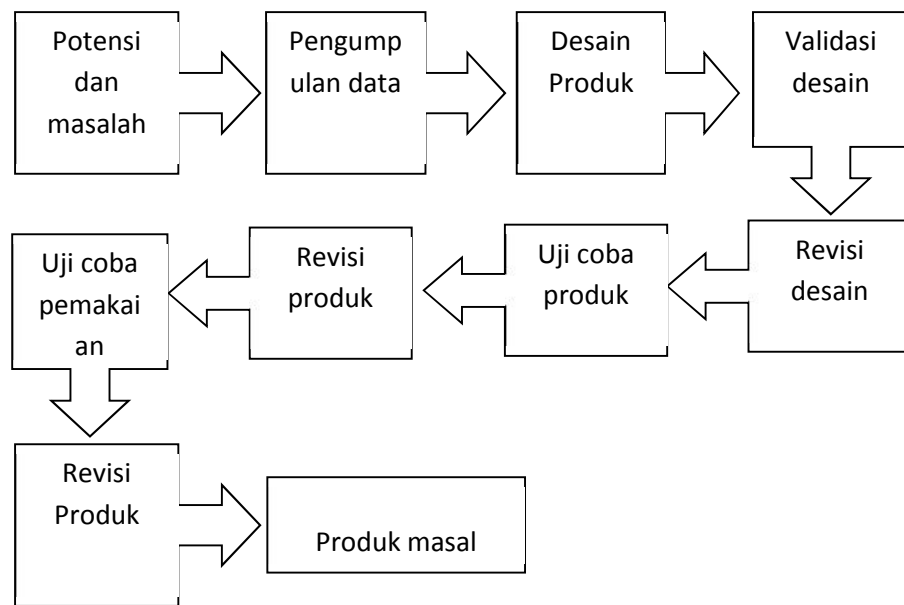 Potensi
dan
masalah
Pengump
ulan data
Desain
Produk
Validasi
desain
Revisi
desain
Uji coba
produk
Revisi
produk
Uji coba
pemakai
an
Revisi
Produk
Produk masal